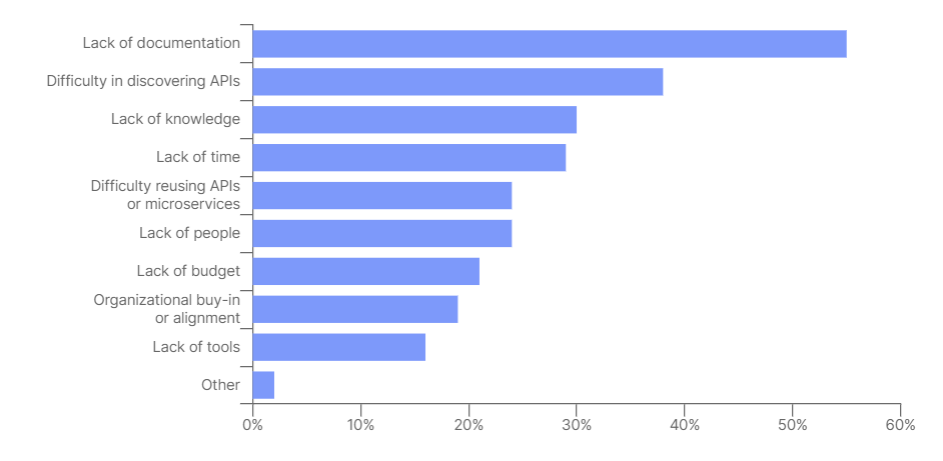 Lack of documentation
Difficulty in discovering APIs
Lack of knowledge
Lack of time
Difficulty reusing APIs
or microservices
Lack of people
Lack of budget
Organizational buy-in
or alignment
Lack of tools
Other
0% 10% 20% 30% 40% 50% 60%